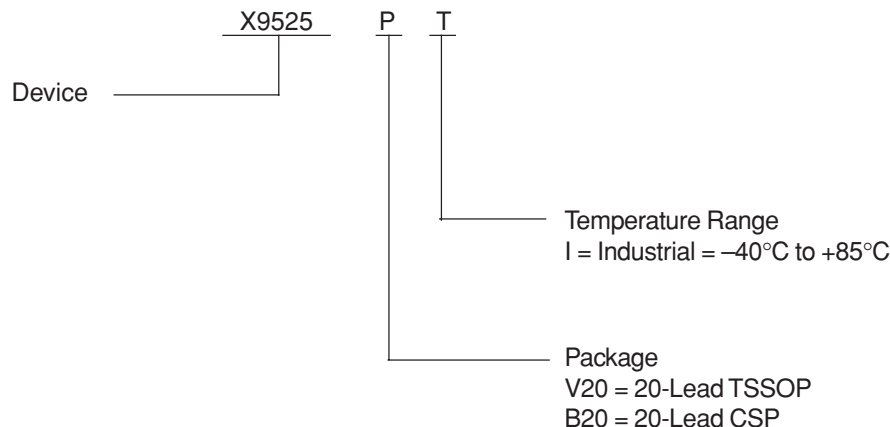 X9525 P T
Device
Temperature Range
I = Industrial = –40°C to +85°C
Package
V20 = 20-Lead TSSOP
B20 = 20-Lead CSP